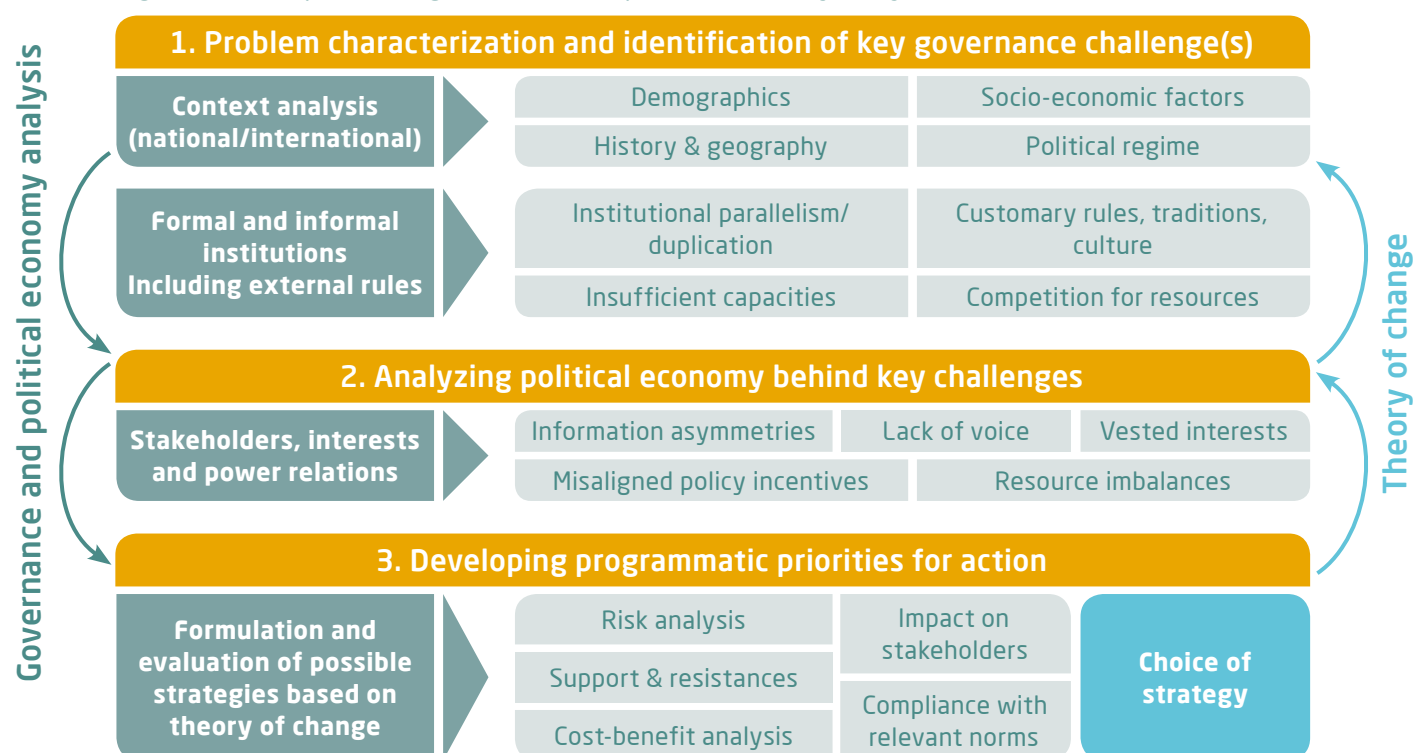 Governance and political economy analysis
1. Problem characterization and identification of key governance challenge(s)
Context analysis
(national/international)
Demographics
Socio-economic factors
History & geography
Political regime
Formal and informal
institutions
Including external rules
Institutional parallelism/
duplication
Customary rules, traditions,
culture
Insufficient capacities
Competition for resources
2. Analyzing political economy behind key challenges
Stakeholders, interests
and power relations
Information asymmetries
Lack of voice
Vested interests
Misaligned policy incentives
Resource imbalances
3. Developing programmatic priorities for action
Formulation and
evaluation of possible
strategies based on
theory of change
Risk analysis
Support & resistances
Cost-benefit analysis
Impact on
stakeholders
Compliance with
relevant norms
Choice of
strategy
Theory of change